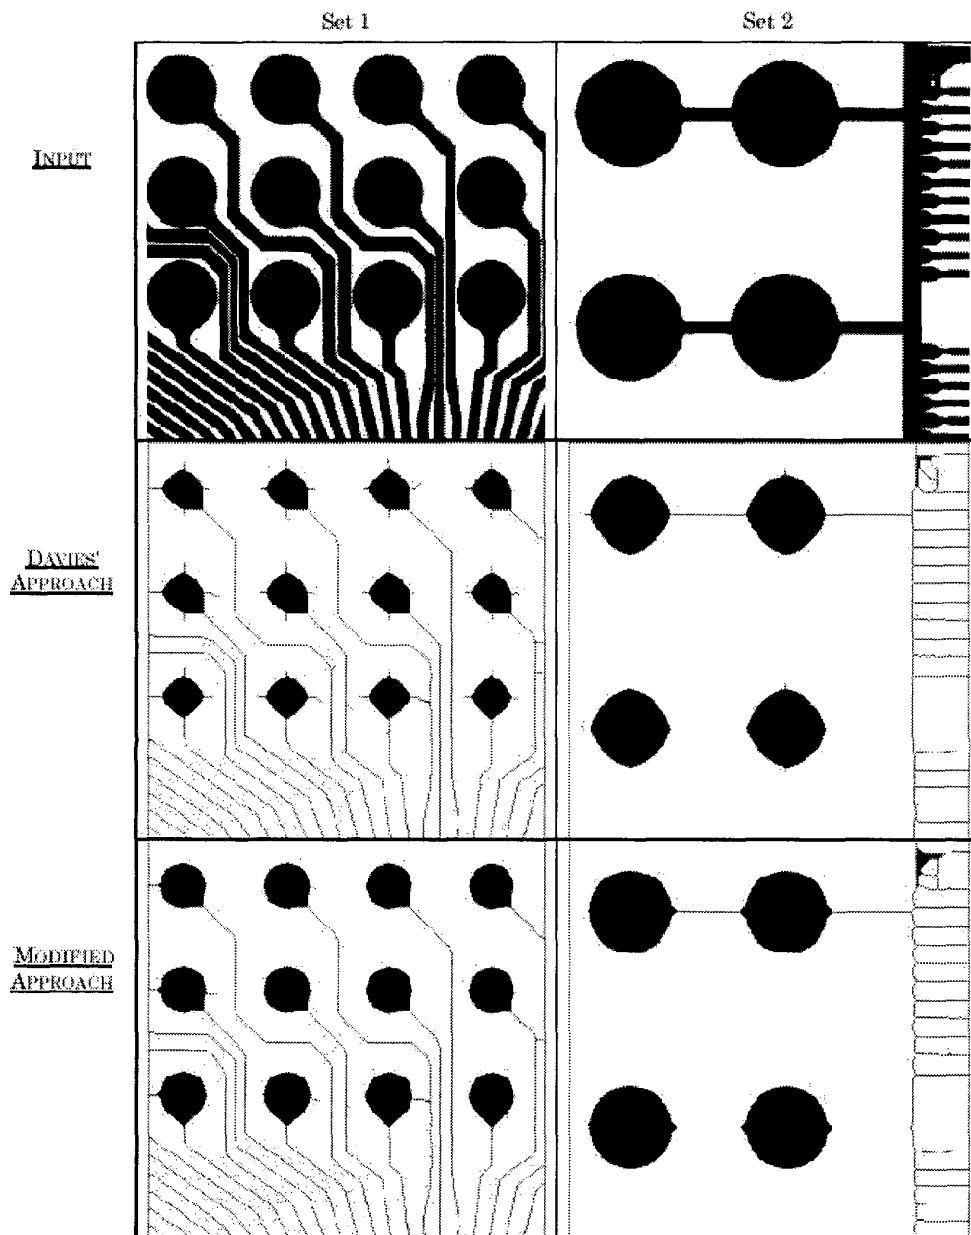 Set 1
Set 2
INPUT
DAVIES'
APPROACH
MODIFIED
APPROACH